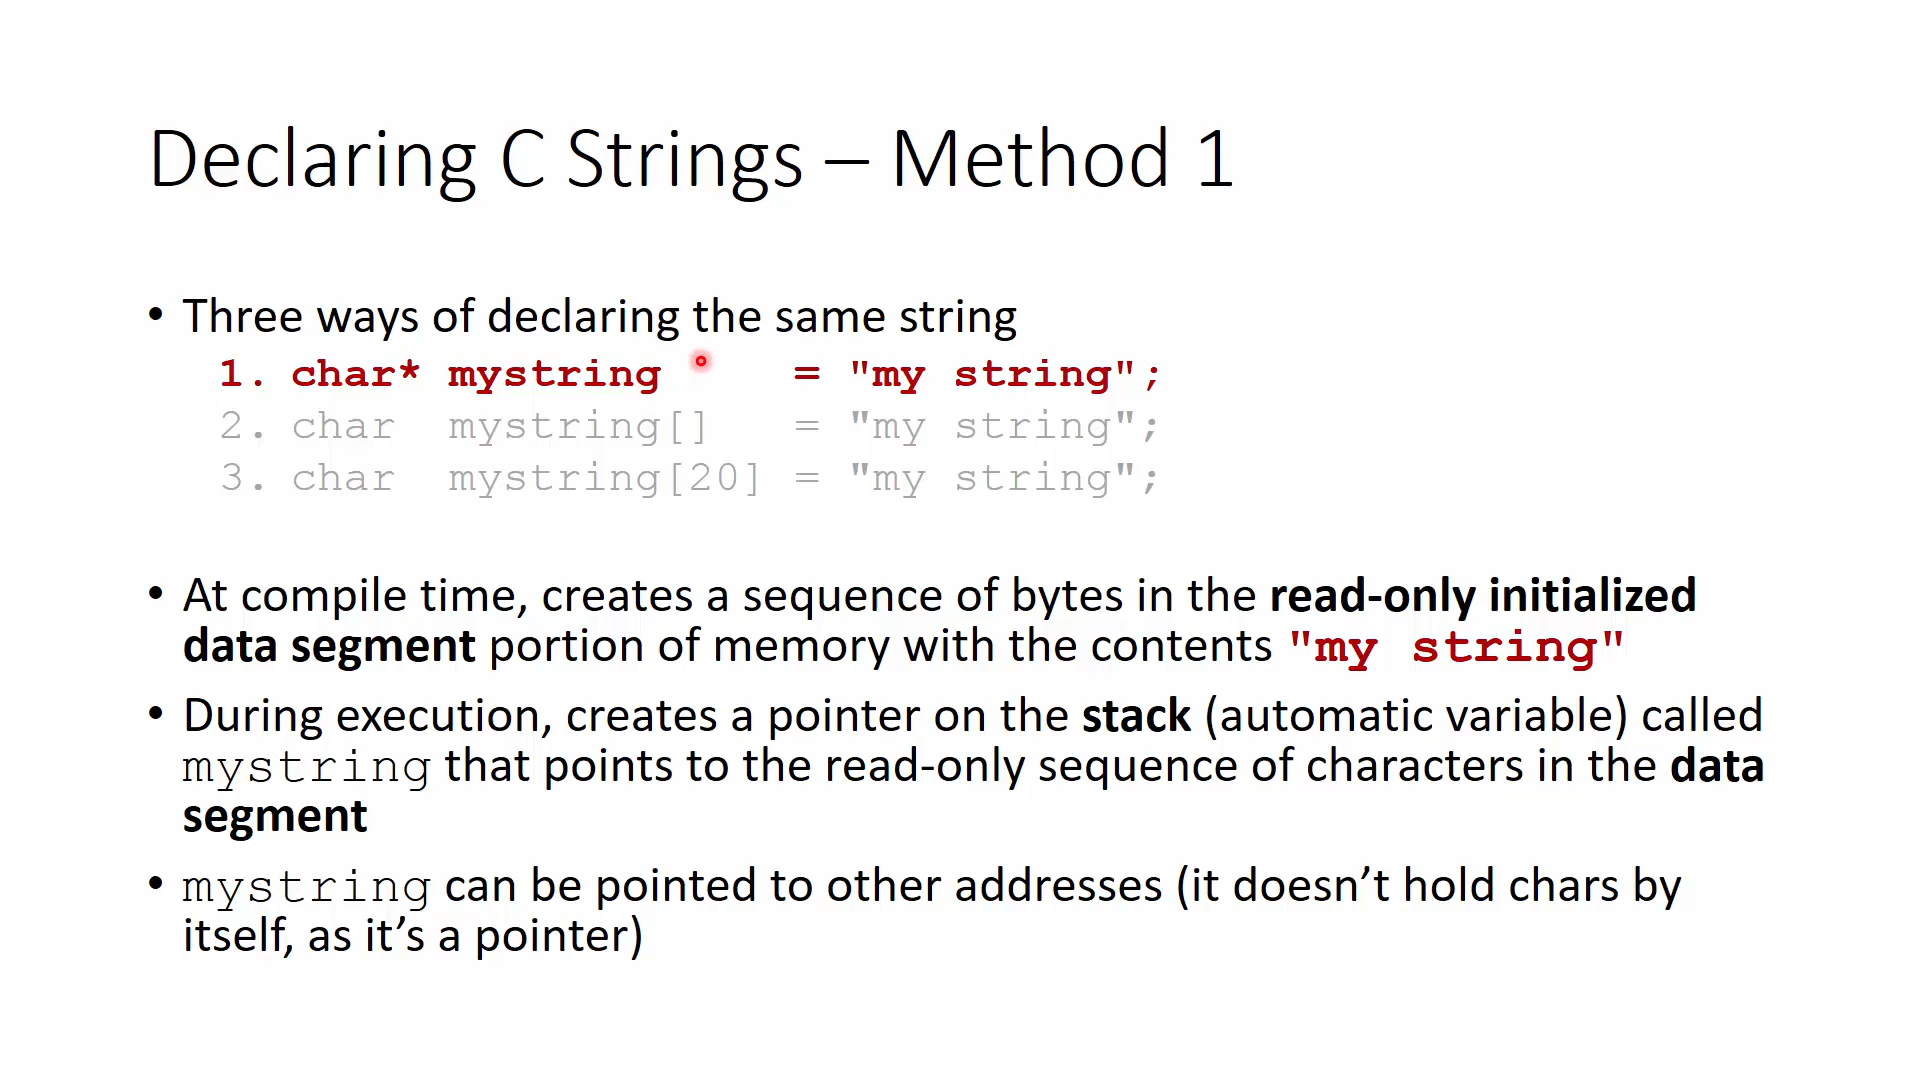 Declaring C Strings – Method 1
• Three ways of declaring the same string
1. char* mystring     = "my string";
2. char  mystring[]   = "my string";
3. char  mystring[20] = "my string";
• At compile time, creates a sequence of bytes in the read-only initialized
data segment portion of memory with the contents "my string"
• During execution, creates a pointer on the stack (automatic variable) called
mystring that points to the read-only sequence of characters in the data
segment
• mystring can be pointed to other addresses (it doesn’t hold chars by
itself, as it’s a pointer)